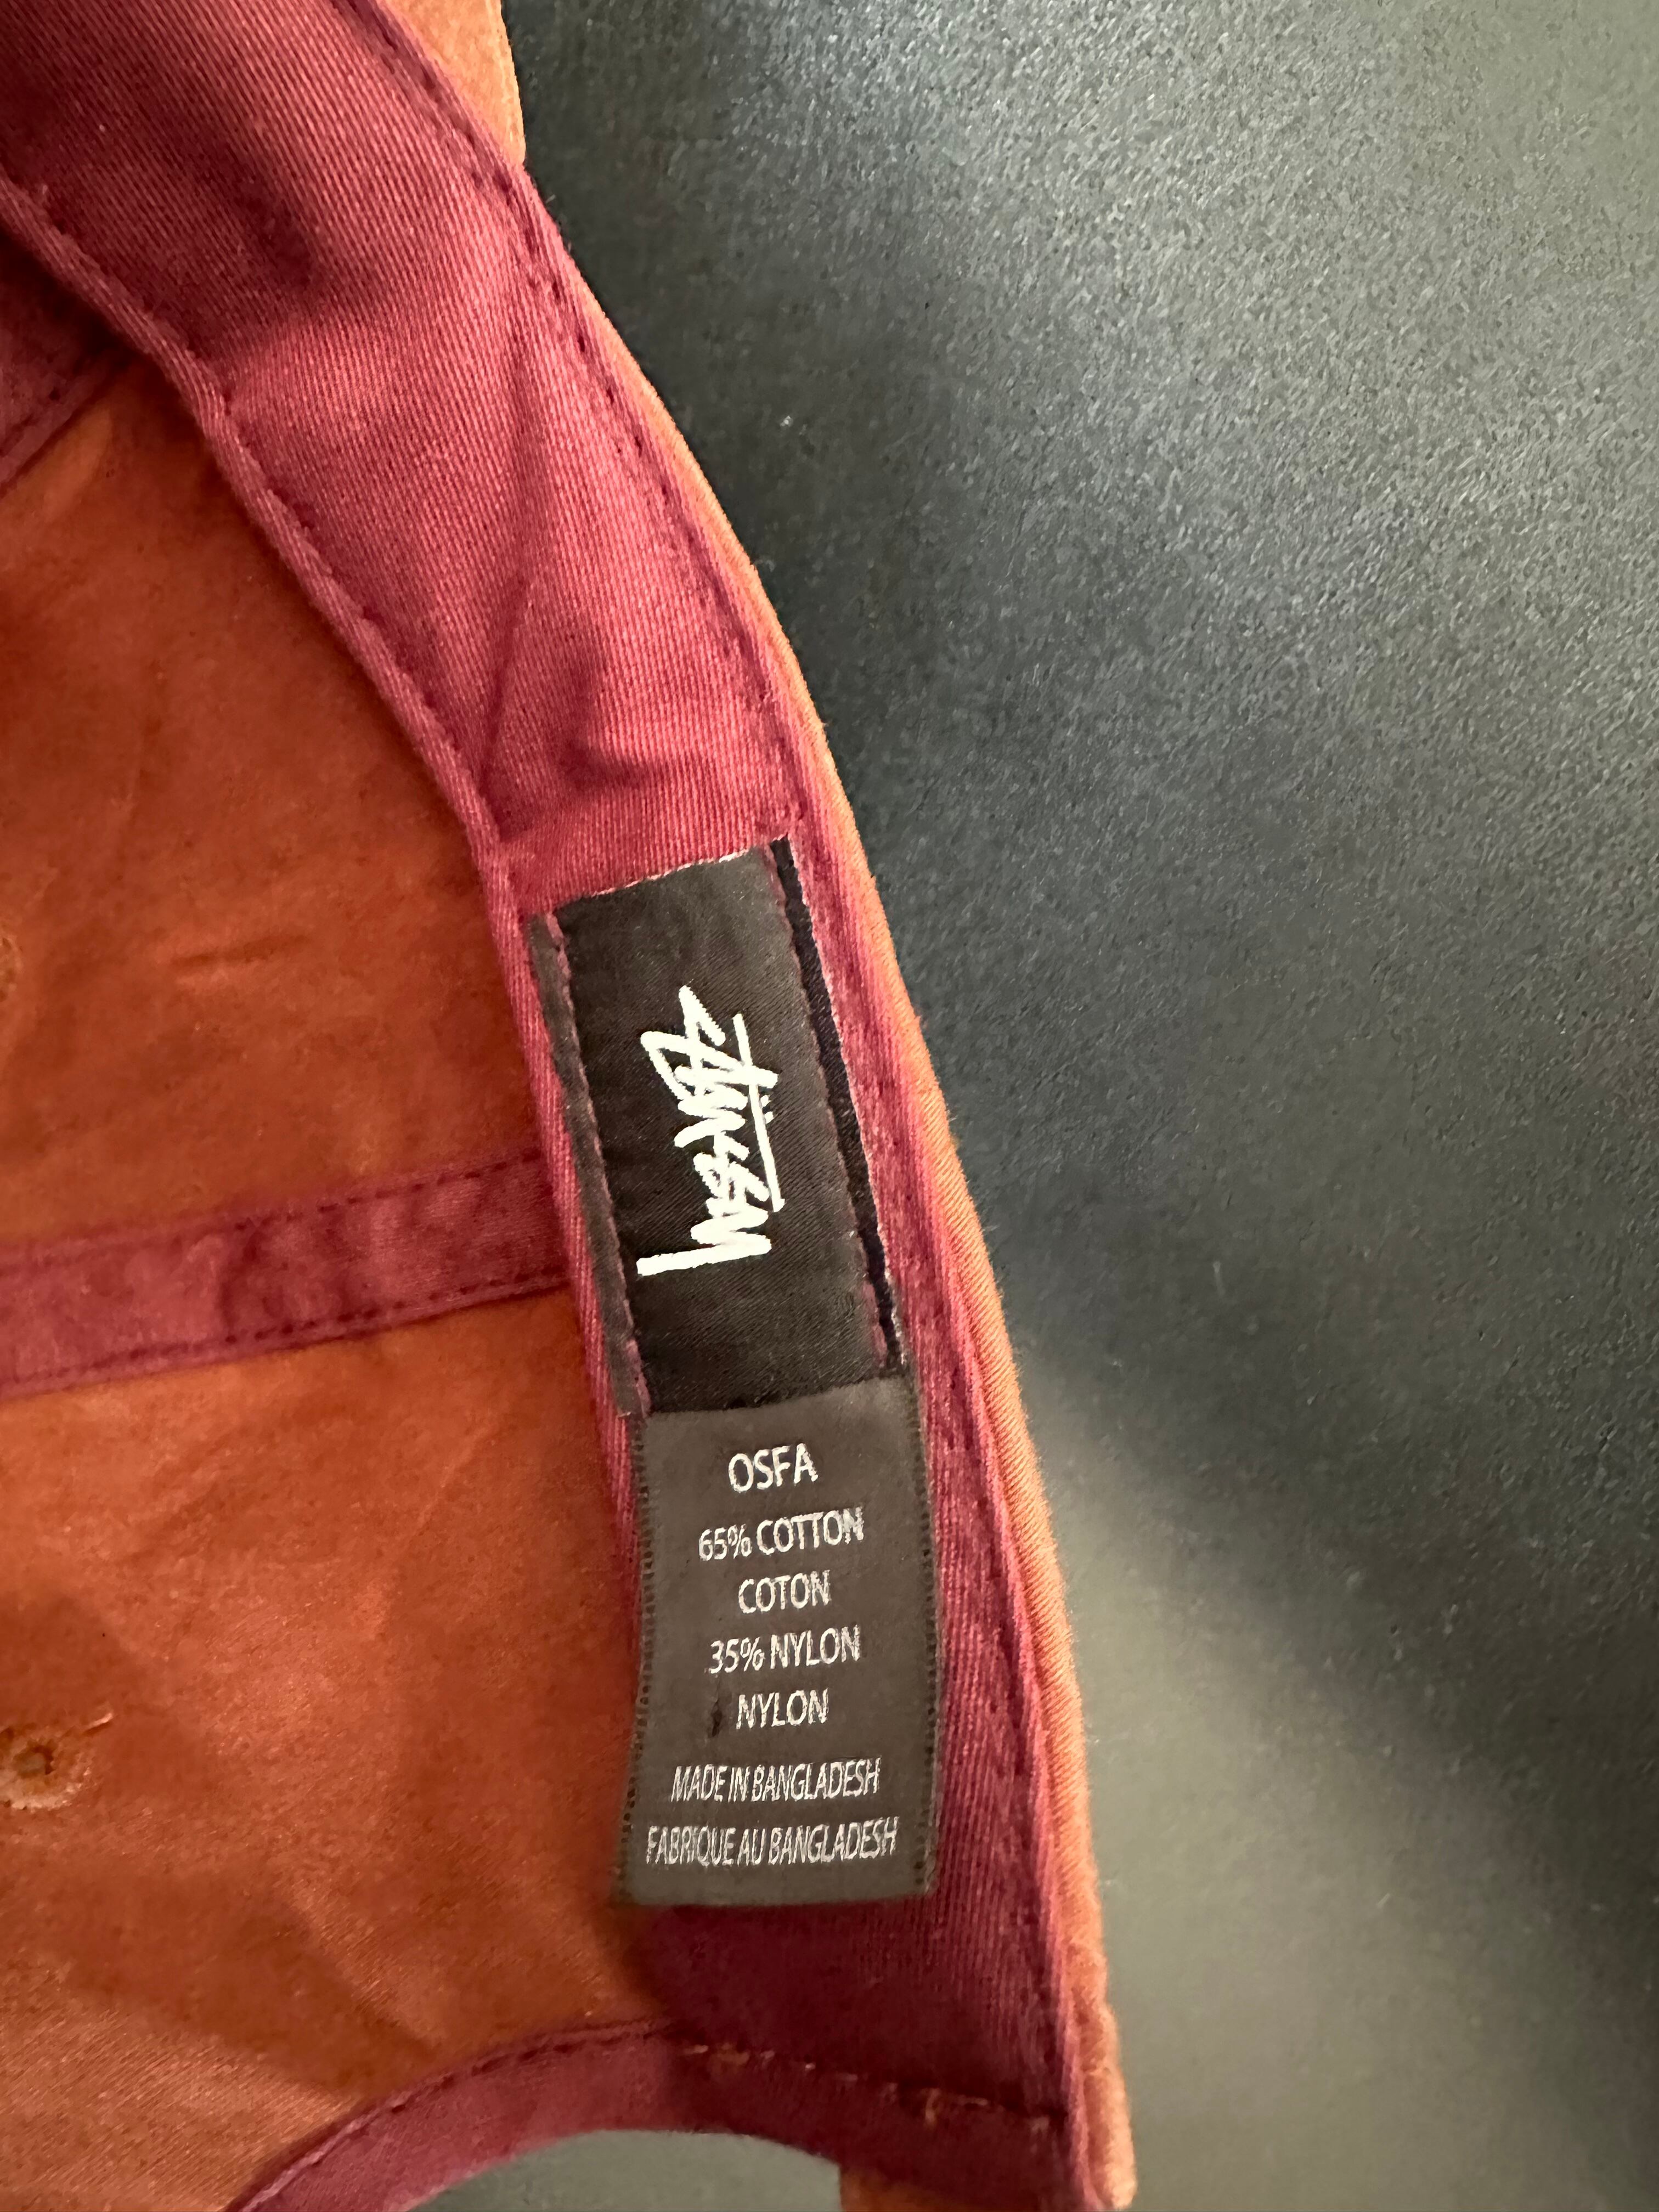 Stüssy
OSFA
65% COTTON
COTON
35% NYLON
NYLON
MADE IN BANGLADESH
FABRIQUE AU BANGLADESH